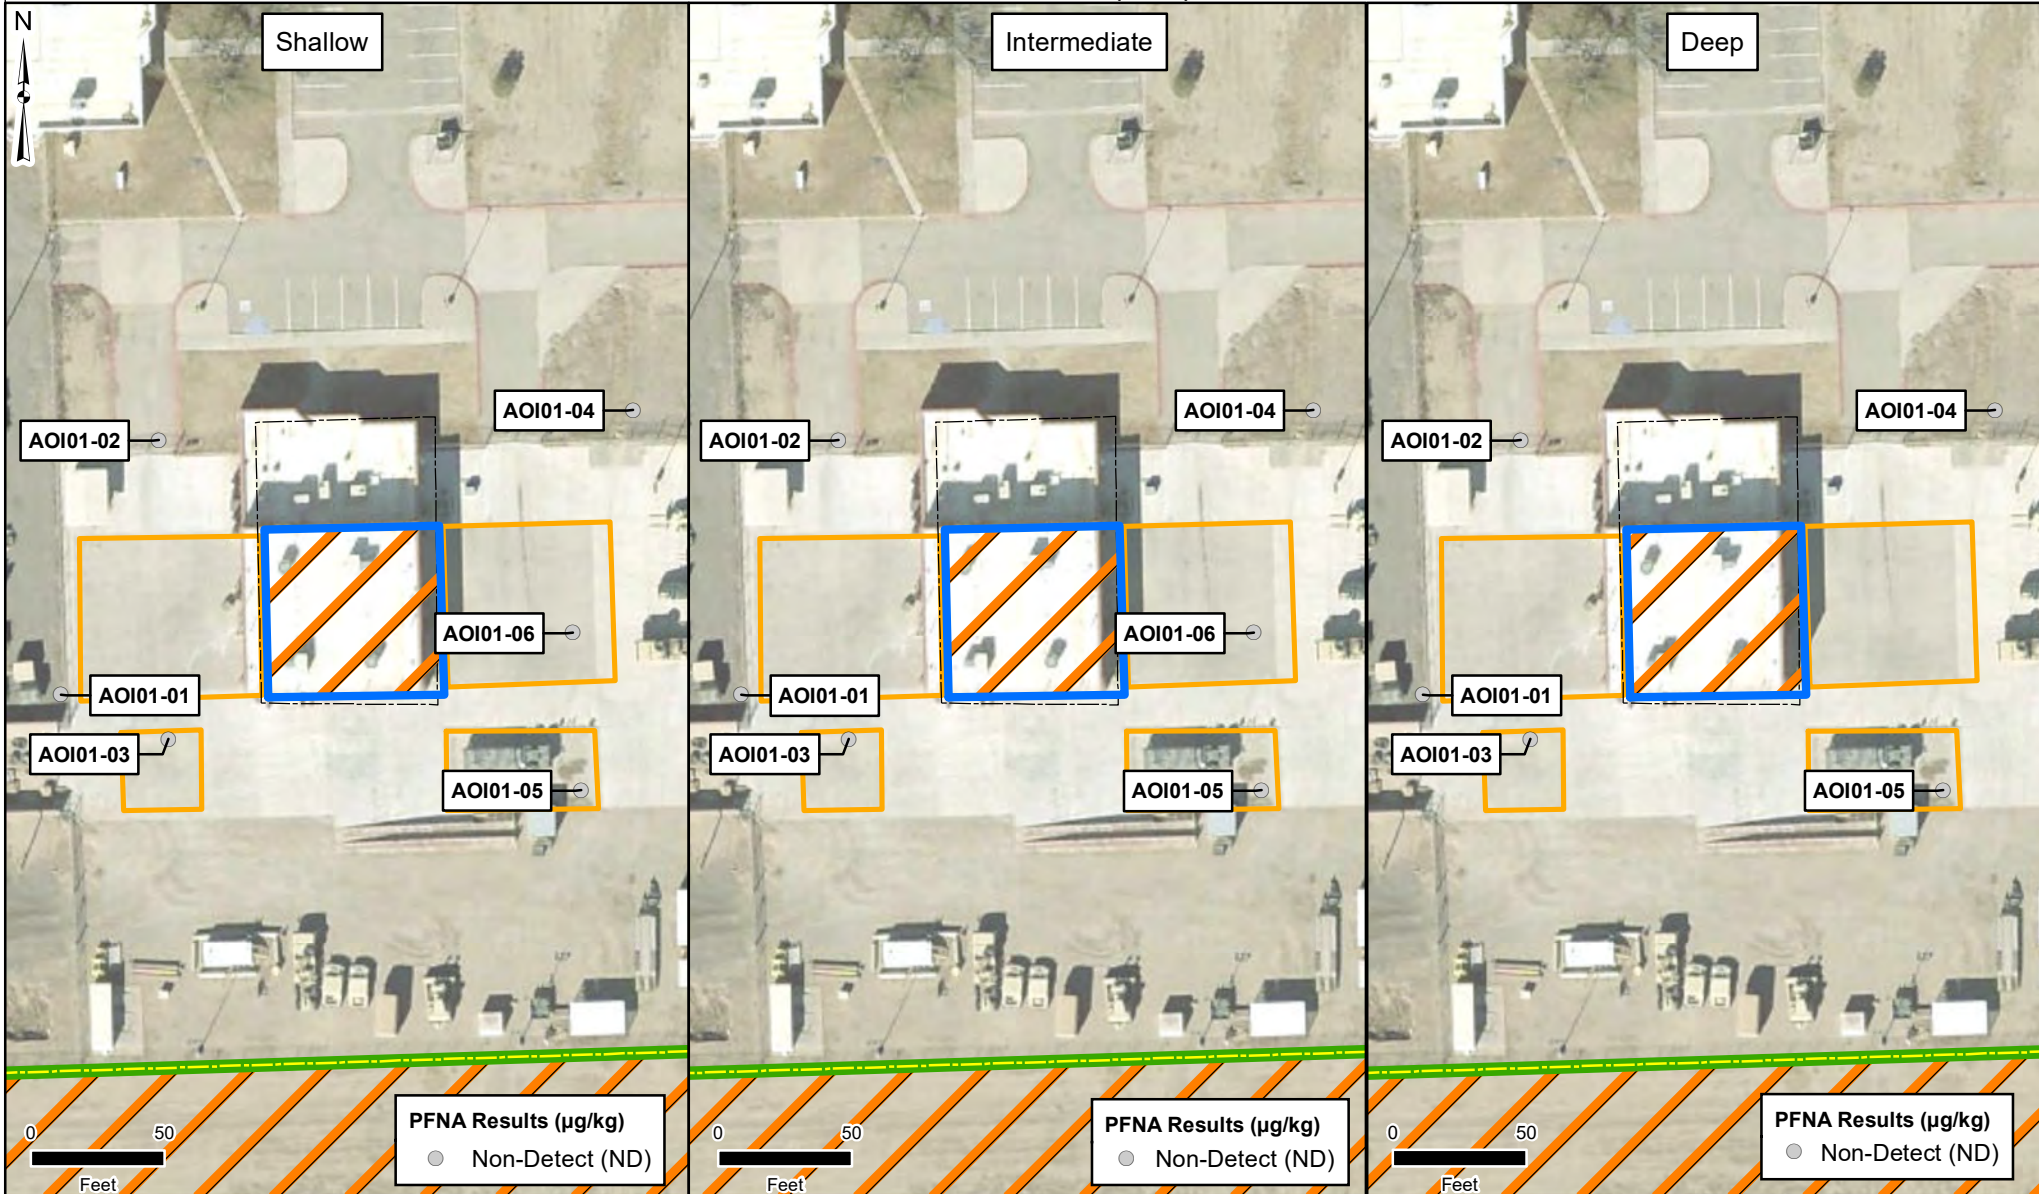 N
Shallow
AOI01-04
AOI01-02
AOI01-06
AOI01-01
AOI01-03
AOI01-05
0 50
Feet
PFNA Results (µg/kg)
Non-Detect (ND)
Intermediate
AOI01-04
AOI01-02
AOI01-06
AOI01-01
AOI01-03
AOI01-05
0 50
Feet
PFNA Results (µg/kg)
Non-Detect (ND)
Deep
AOI01-04
AOI01-02
AOI01-01
AOI01-03
AOI01-05
0 50
Feet
PFNA Results (µg/kg)
Non-Detect (ND)